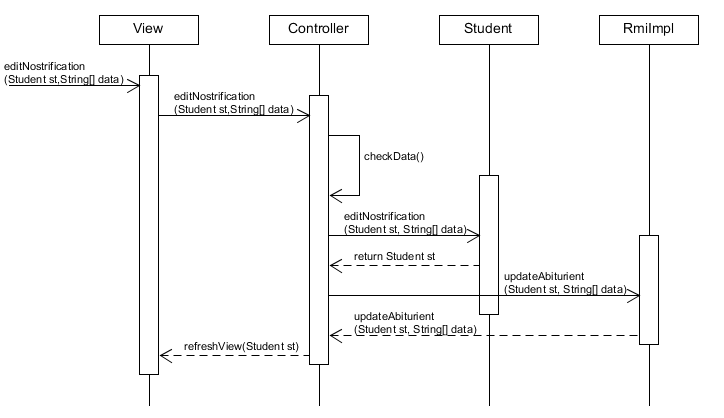 View
Controller
Student
RmiImpl
editNostrification
(Student st,String[] data)
editNostrification
(Student st,String[] data)
checkData()
editNostrification
(Student st, String[] data)
return Student st
updateAbiturient
(Student st, String[] data)
updateAbiturient
(Student st, String[] data)
refreshView(Student st)